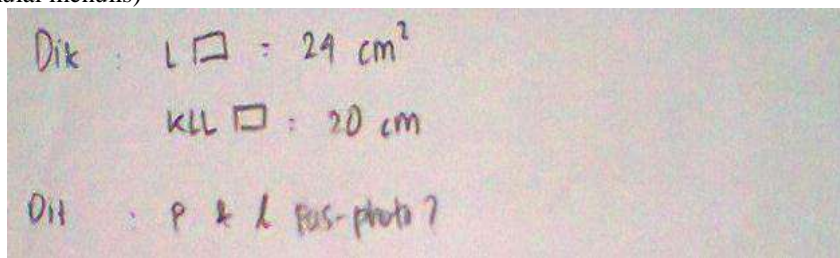 Dik : L ▭ = 24 cm²
Kll ▭ : 20 cm
Dit : p & l pas-photo?